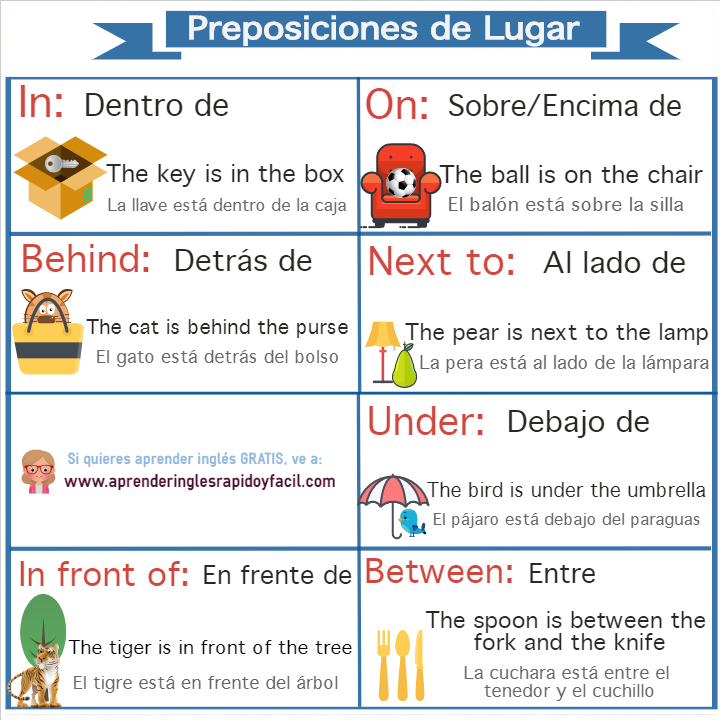 Preposiciones de Lugar
In: Dentro de
The key is in the box
La llave está dentro de la caja
On: Sobre/Encima de
The ball is on the chair
El balón está sobre la silla
Behind: Detrás de
The cat is behind the purse
El gato está detrás del bolso
Next to: Al lado de
The pear is next to the lamp
La pera está al lado de la lámpara
Si quieres aprender inglés GRATIS, ve a:
www.aprenderinglesrapidoyfacil.com
Under: Debajo de
The bird is under the umbrella
El pájaro está debajo del paraguas
In front of: En frente de
The tiger is in front of the tree
El tigre está en frente del árbol
Between: Entre
The spoon is between the
fork and the knife
La cuchara está entre el
tenedor y el cuchillo